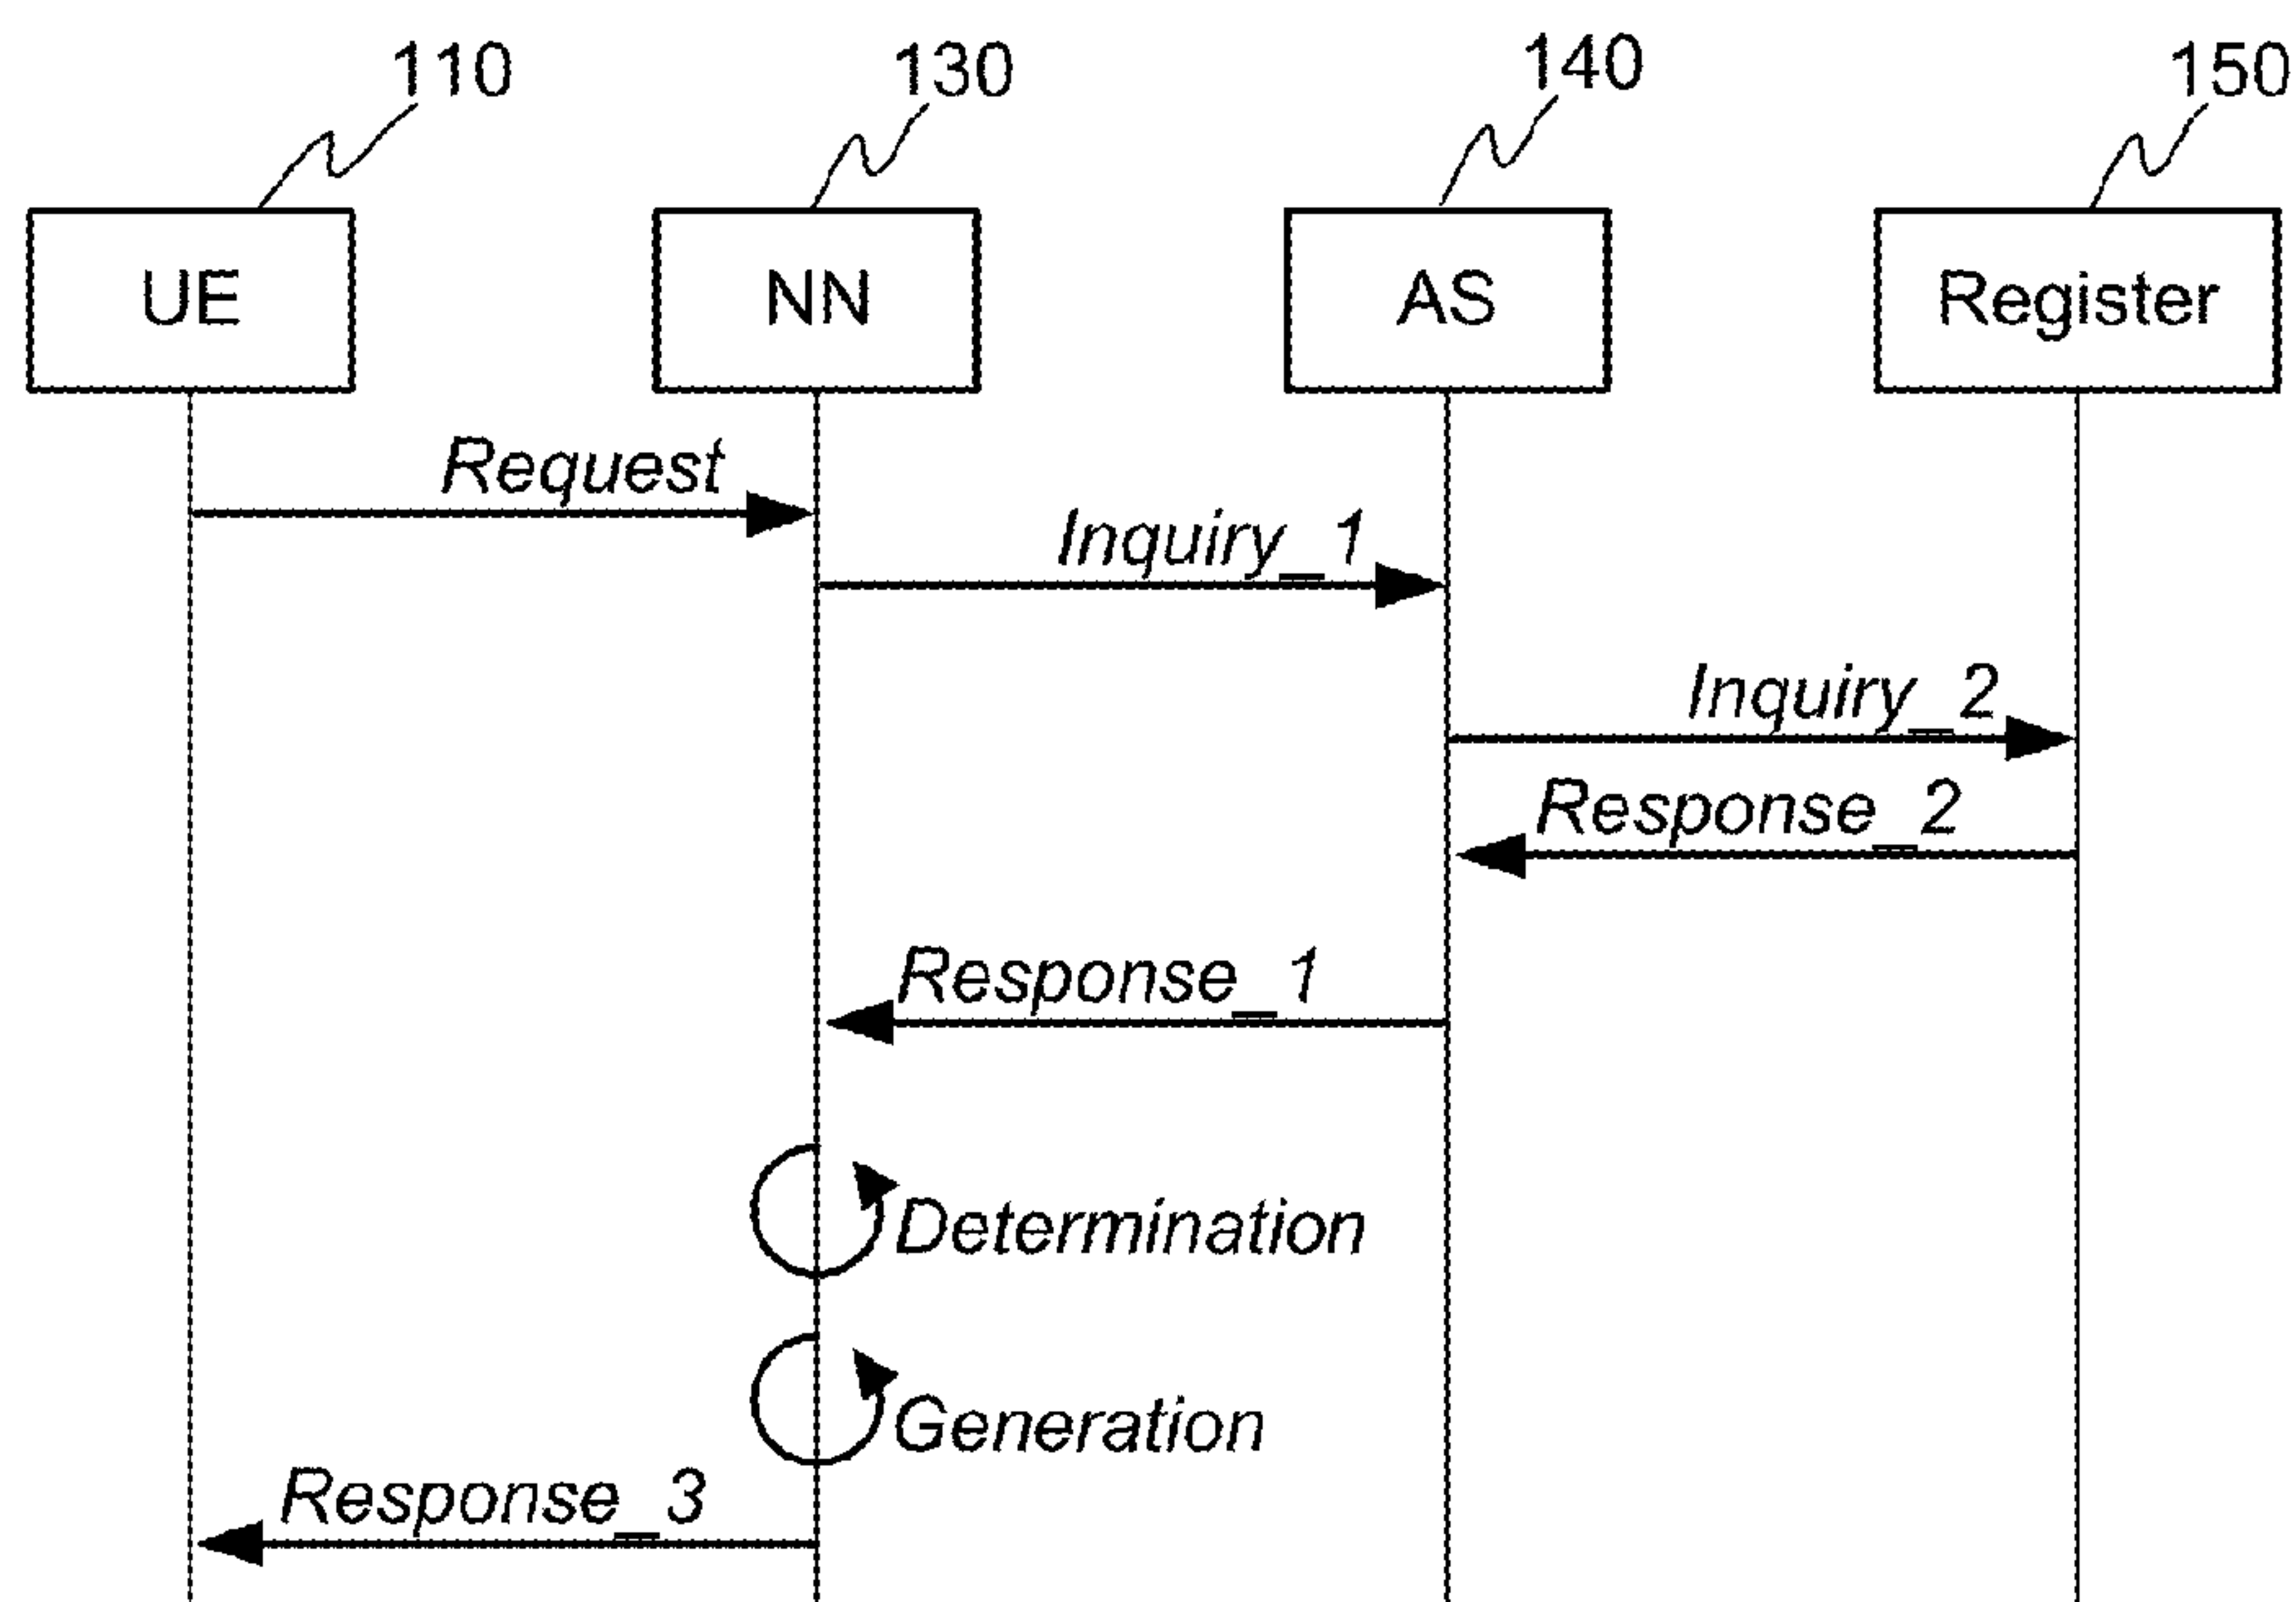 110 130 140 150
UE NN AS Register
Request
Inquiry_1
Inquiry_2
Response_2
Response_1
Determination
Generation
Response_3